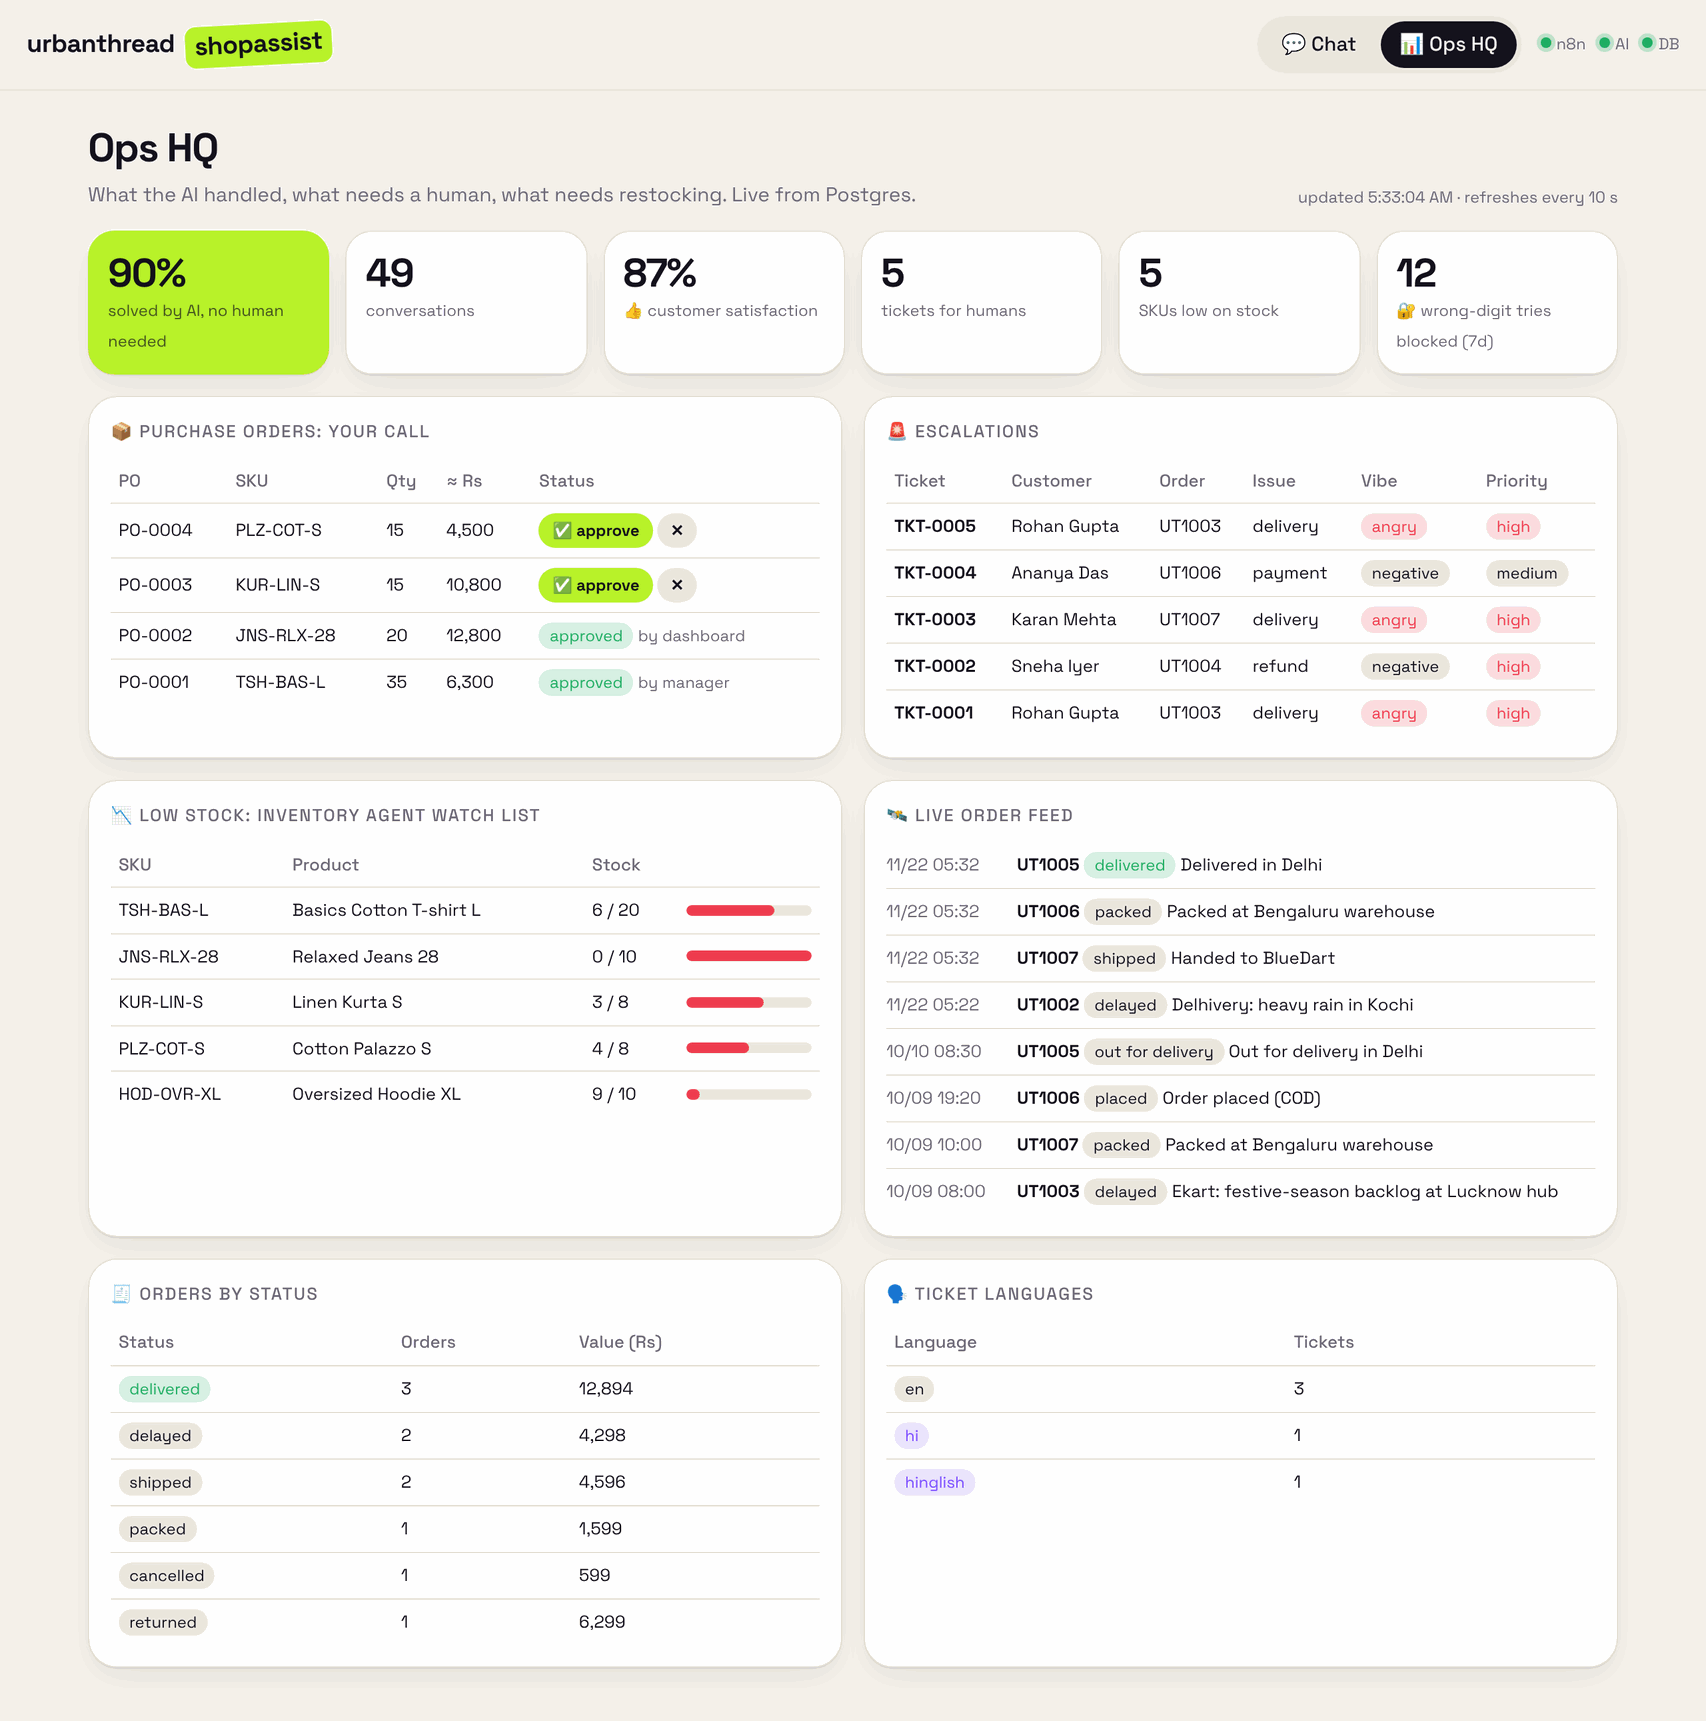 urbanthread shopassist
💬 Chat 📊 Ops HQ n8n AI DB
Ops HQ
What the AI handled, what needs a human, what needs restocking. Live from Postgres.
updated 5:33:04 AM · refreshes every 10 s
90%
solved by AI, no human
needed
49
conversations
87%
👍 customer satisfaction
5
tickets for humans
5
SKUs low on stock
12
🔐 wrong-digit tries
blocked (7d)
📦 PURCHASE ORDERS: YOUR CALL
PO SKU Qty ≈ Rs Status
PO-0004 PLZ-COT-S 15 4,500 ✅ approve ✕
PO-0003 KUR-LIN-S 15 10,800 ✅ approve ✕
PO-0002 JNS-RLX-28 20 12,800 approved by dashboard
PO-0001 TSH-BAS-L 35 6,300 approved by manager
🚨 ESCALATIONS
Ticket Customer Order Issue Vibe Priority
TKT-0005 Rohan Gupta UT1003 delivery angry high
TKT-0004 Ananya Das UT1006 payment negative medium
TKT-0003 Karan Mehta UT1007 delivery angry high
TKT-0002 Sneha Iyer UT1004 refund negative high
TKT-0001 Rohan Gupta UT1003 delivery angry high
📉 LOW STOCK: INVENTORY AGENT WATCH LIST
SKU Product Stock
TSH-BAS-L Basics Cotton T-shirt L 6 / 20
JNS-RLX-28 Relaxed Jeans 28 0 / 10
KUR-LIN-S Linen Kurta S 3 / 8
PLZ-COT-S Cotton Palazzo S 4 / 8
HOD-OVR-XL Oversized Hoodie XL 9 / 10
🛰️ LIVE ORDER FEED
11/22 05:32 UT1005 delivered Delivered in Delhi
11/22 05:32 UT1006 packed Packed at Bengaluru warehouse
11/22 05:32 UT1007 shipped Handed to BlueDart
11/22 05:22 UT1002 delayed Delhivery: heavy rain in Kochi
10/10 08:30 UT1005 out for delivery Out for delivery in Delhi
10/09 19:20 UT1006 placed Order placed (COD)
10/09 10:00 UT1007 packed Packed at Bengaluru warehouse
10/09 08:00 UT1003 delayed Ekart: festive-season backlog at Lucknow hub
🧾 ORDERS BY STATUS
Status Orders Value (Rs)
delivered 3 12,894
delayed 2 4,298
shipped 2 4,596
packed 1 1,599
cancelled 1 599
returned 1 6,299
🗣️ TICKET LANGUAGES
Language Tickets
en 3
hi 1
hinglish 1